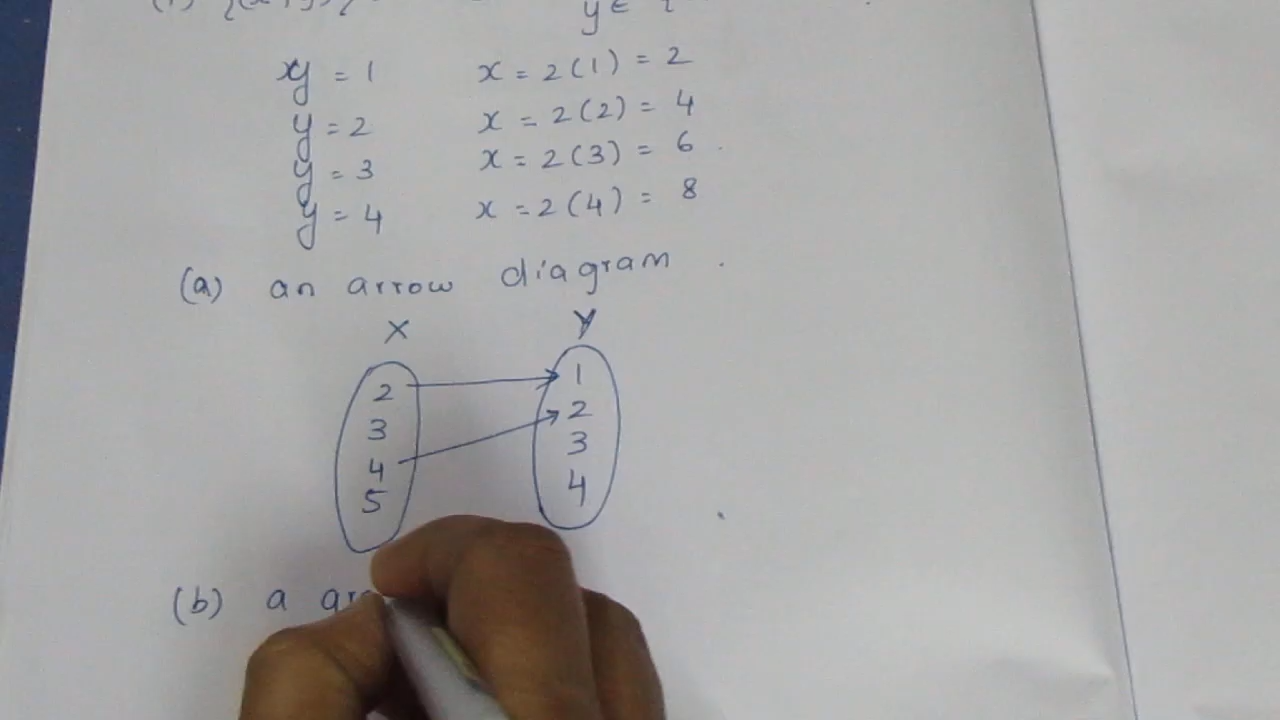 y ∈ {
xy = 1 x = 2(1) = 2
y = 2 x = 2(2) = 4
y = 3 x = 2(3) = 6
y = 4 x = 2(4) = 8
(a) an arrow diagram
X Y
2 1
3 2
4 3
5 4
(b) a